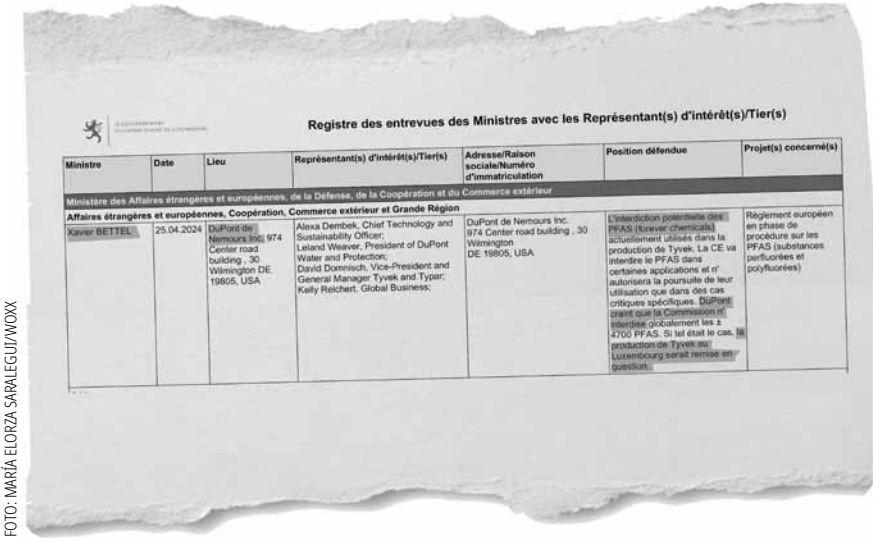 LE GOUVERNEMENT
DU GRAND-DUCHÉ DE LUXEMBOURG
Registre des entrevues des Ministres avec les Représentant(s) d'intérêt(s)/Tier(s)
Ministre
Date
Lieu
Représentant(s) d'intérêt(s)/Tier(s)
Adresse/Raison
sociale/Numéro
d'immatriculation
Position défendue
Projet(s) concerné(s)
Ministère des Affaires étrangères et européennes, de la Défense, de la Coopération et du Commerce extérieur
Affaires étrangères et européennes, Coopération, Commerce extérieur et Grande Région
Xavier BETTEL
25.04.2024
DuPont de
Nemours Inc. 974
Center road
building , 30
Wilmington DE
19805, USA
Alexa Dembek, Chief Technology and
Sustainability Officer;
Leland Weaver, President of DuPont
Water and Protection;
David Domnisch, Vice-President and
General Manager Tyvek and Typar;
Kelly Reichert, Global Business;
DuPont de Nemours Inc.
974 Center road building , 30
Wilmington
DE 19805, USA
L'interdiction potentielle des
PFAS (forever chemicals)
actuellement utilisés dans la
production de Tyvek. La CE va
interdire le PFAS dans
certaines applications et n'
autorisera la poursuite de leur
utilisation que dans des cas
critiques spécifiques. DuPont
craint que la Commission n'
interdise globalement les ±
4700 PFAS. Si tel était le cas, la
production de Tyvek au
Luxembourg serait remise en
question.
Règlement européen
en phase de
procédure sur les
PFAS (substances
perfluorées et
polyfluorées)
FOTO: MARÍA ELORZA SARALEGUI/WOXX